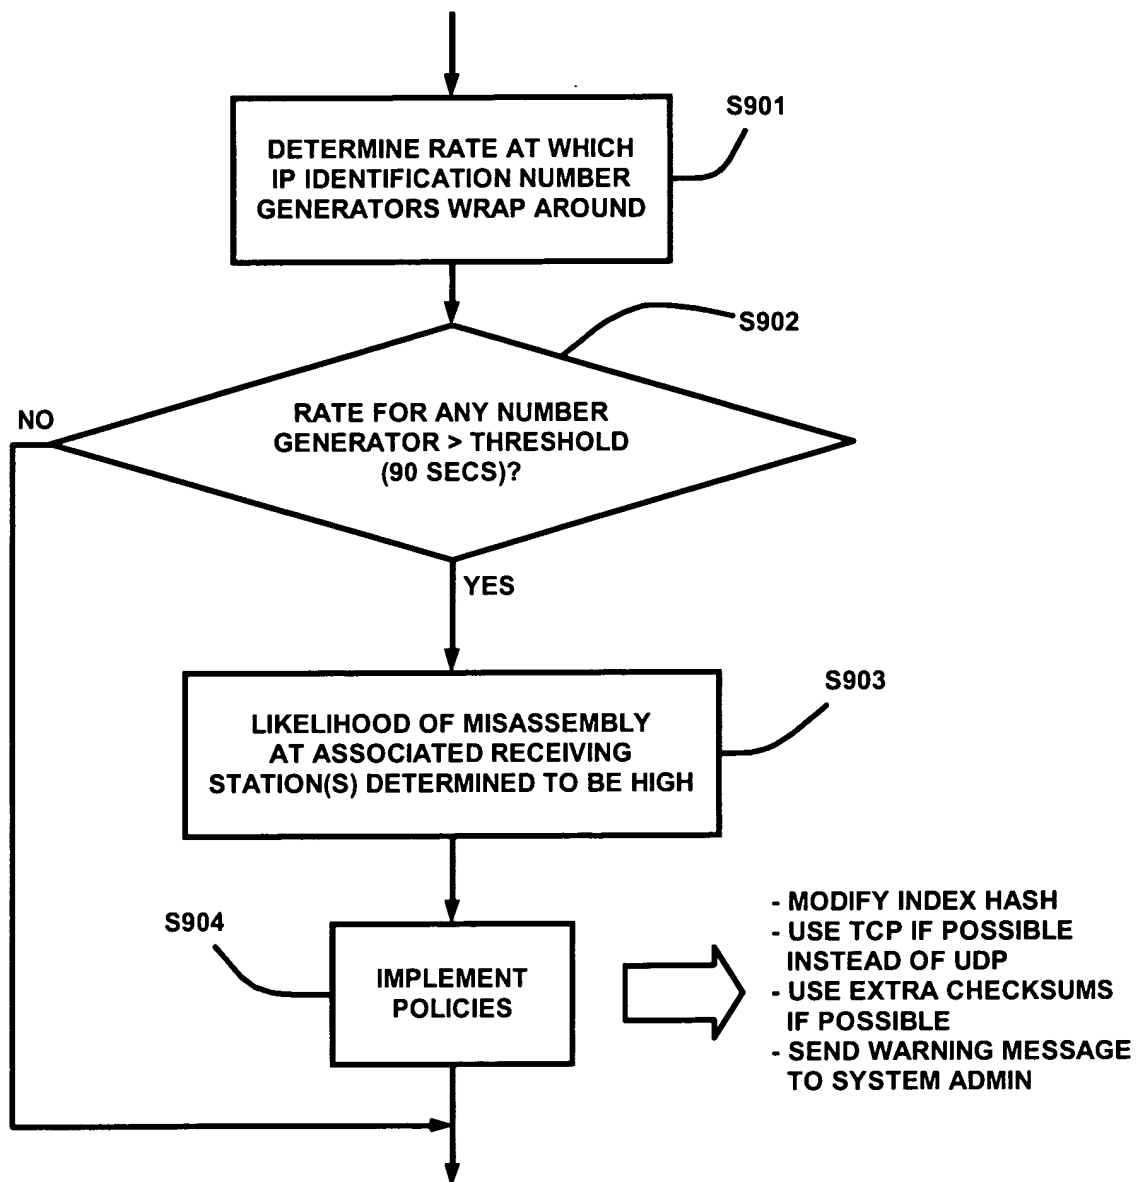 S901
DETERMINE RATE AT WHICH
IP IDENTIFICATION NUMBER
GENERATORS WRAP AROUND
S902
NO
RATE FOR ANY NUMBER
GENERATOR > THRESHOLD
(90 SECS)?
YES
S903
LIKELIHOOD OF MISASSEMBLY
AT ASSOCIATED RECEIVING
STATION(S) DETERMINED TO BE HIGH
S904
IMPLEMENT
POLICIES
- MODIFY INDEX HASH
- USE TCP IF POSSIBLE
INSTEAD OF UDP
- USE EXTRA CHECKSUMS
IF POSSIBLE
- SEND WARNING MESSAGE
TO SYSTEM ADMIN